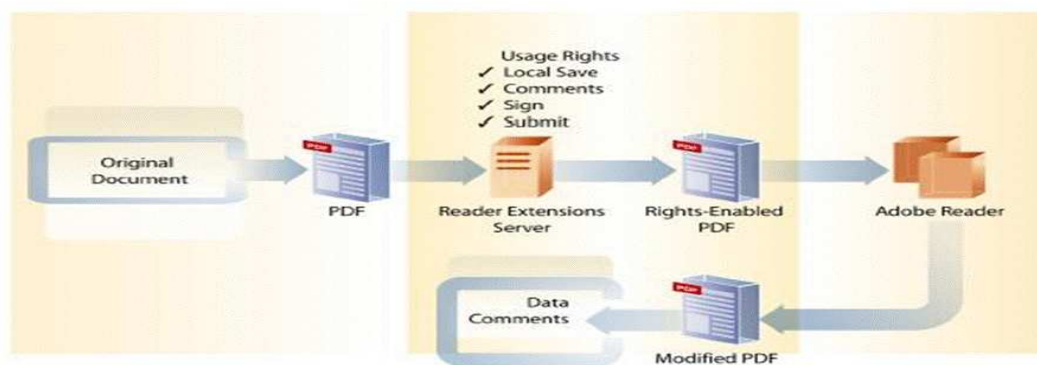 Usage Rights
✓ Local Save
✓ Comments
✓ Sign
✓ Submit
Original
Document
PDF
PDF
Reader Extensions
Server
PDF
Rights-Enabled
PDF
Adobe Reader
Data
Comments
PDF
Modified PDF